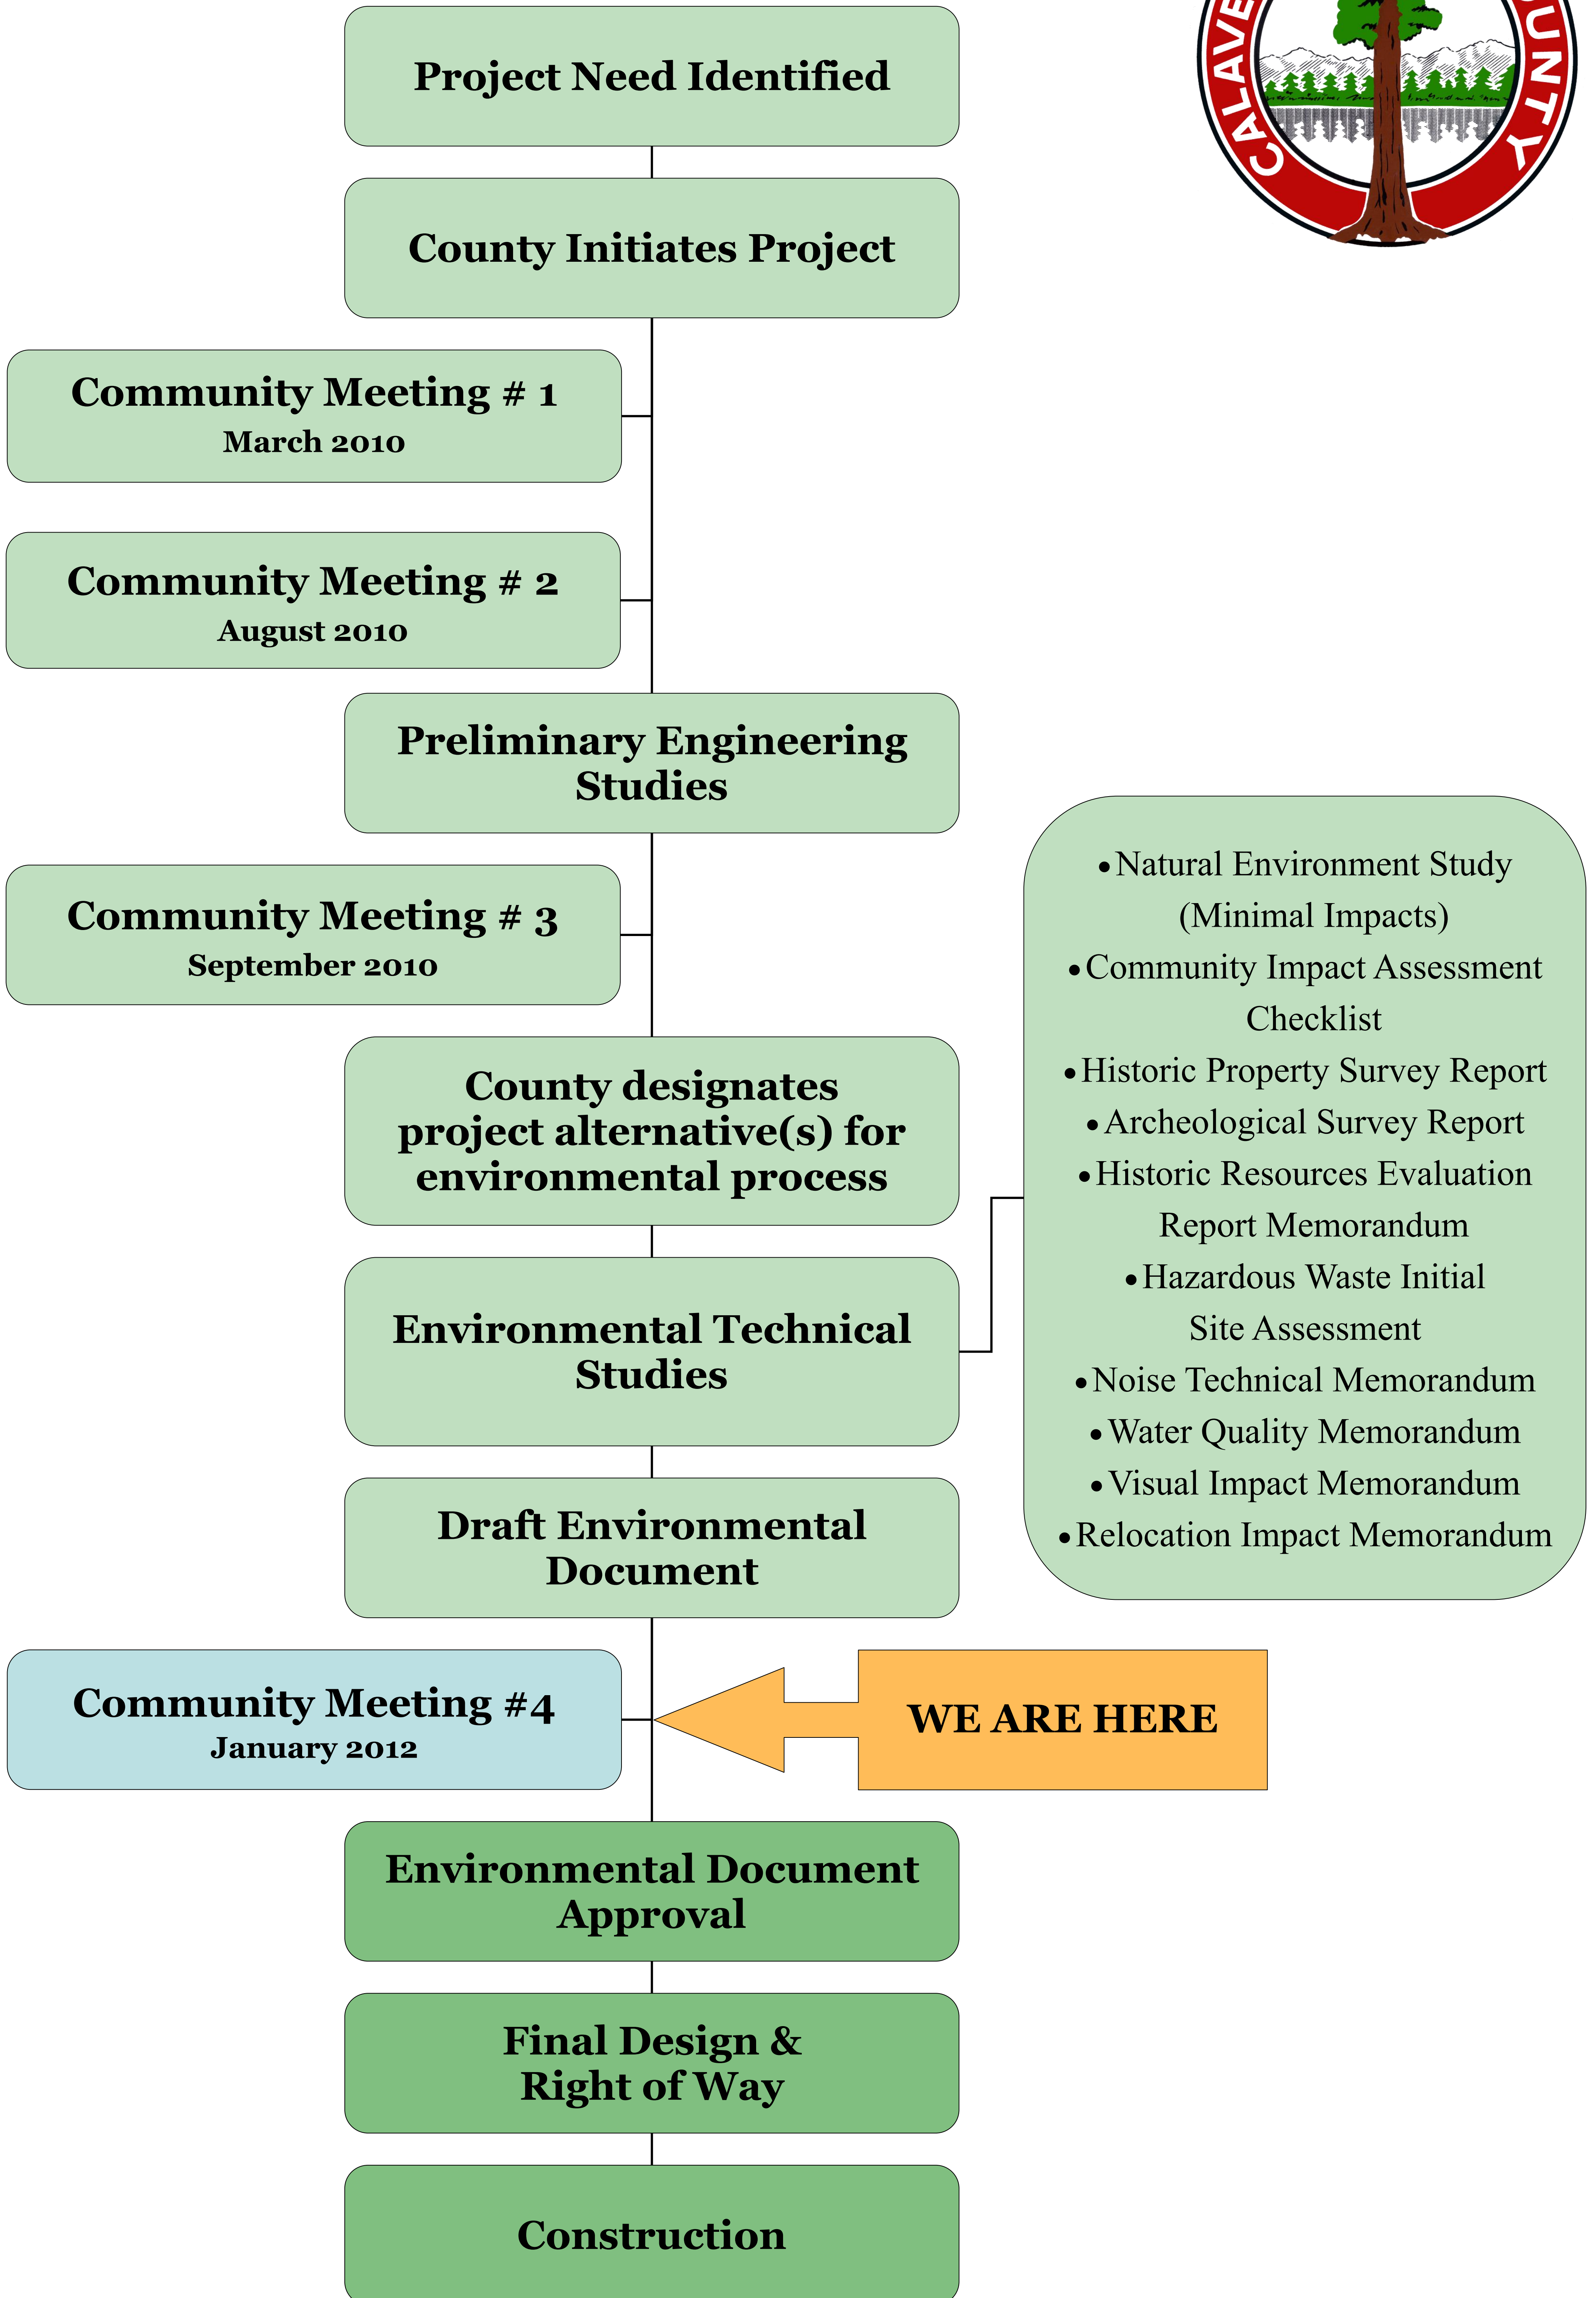 Project Need Identified
County Initiates Project
Community Meeting # 1
March 2010
Community Meeting # 2
August 2010
Preliminary Engineering
Studies
Community Meeting # 3
September 2010
County designates
project alternative(s) for
environmental process
Environmental Technical
Studies
•Natural Environment Study
(Minimal Impacts)
•Community Impact Assessment
Checklist
•Historic Property Survey Report
•Archeological Survey Report
•Historic Resources Evaluation
Report Memorandum
•Hazardous Waste Initial
Site Assessment
•Noise Technical Memorandum
•Water Quality Memorandum
•Visual Impact Memorandum
•Relocation Impact Memorandum
Draft Environmental
Document
Community Meeting #4
January 2012
WE ARE HERE
Environmental Document
Approval
Final Design &
Right of Way
Construction